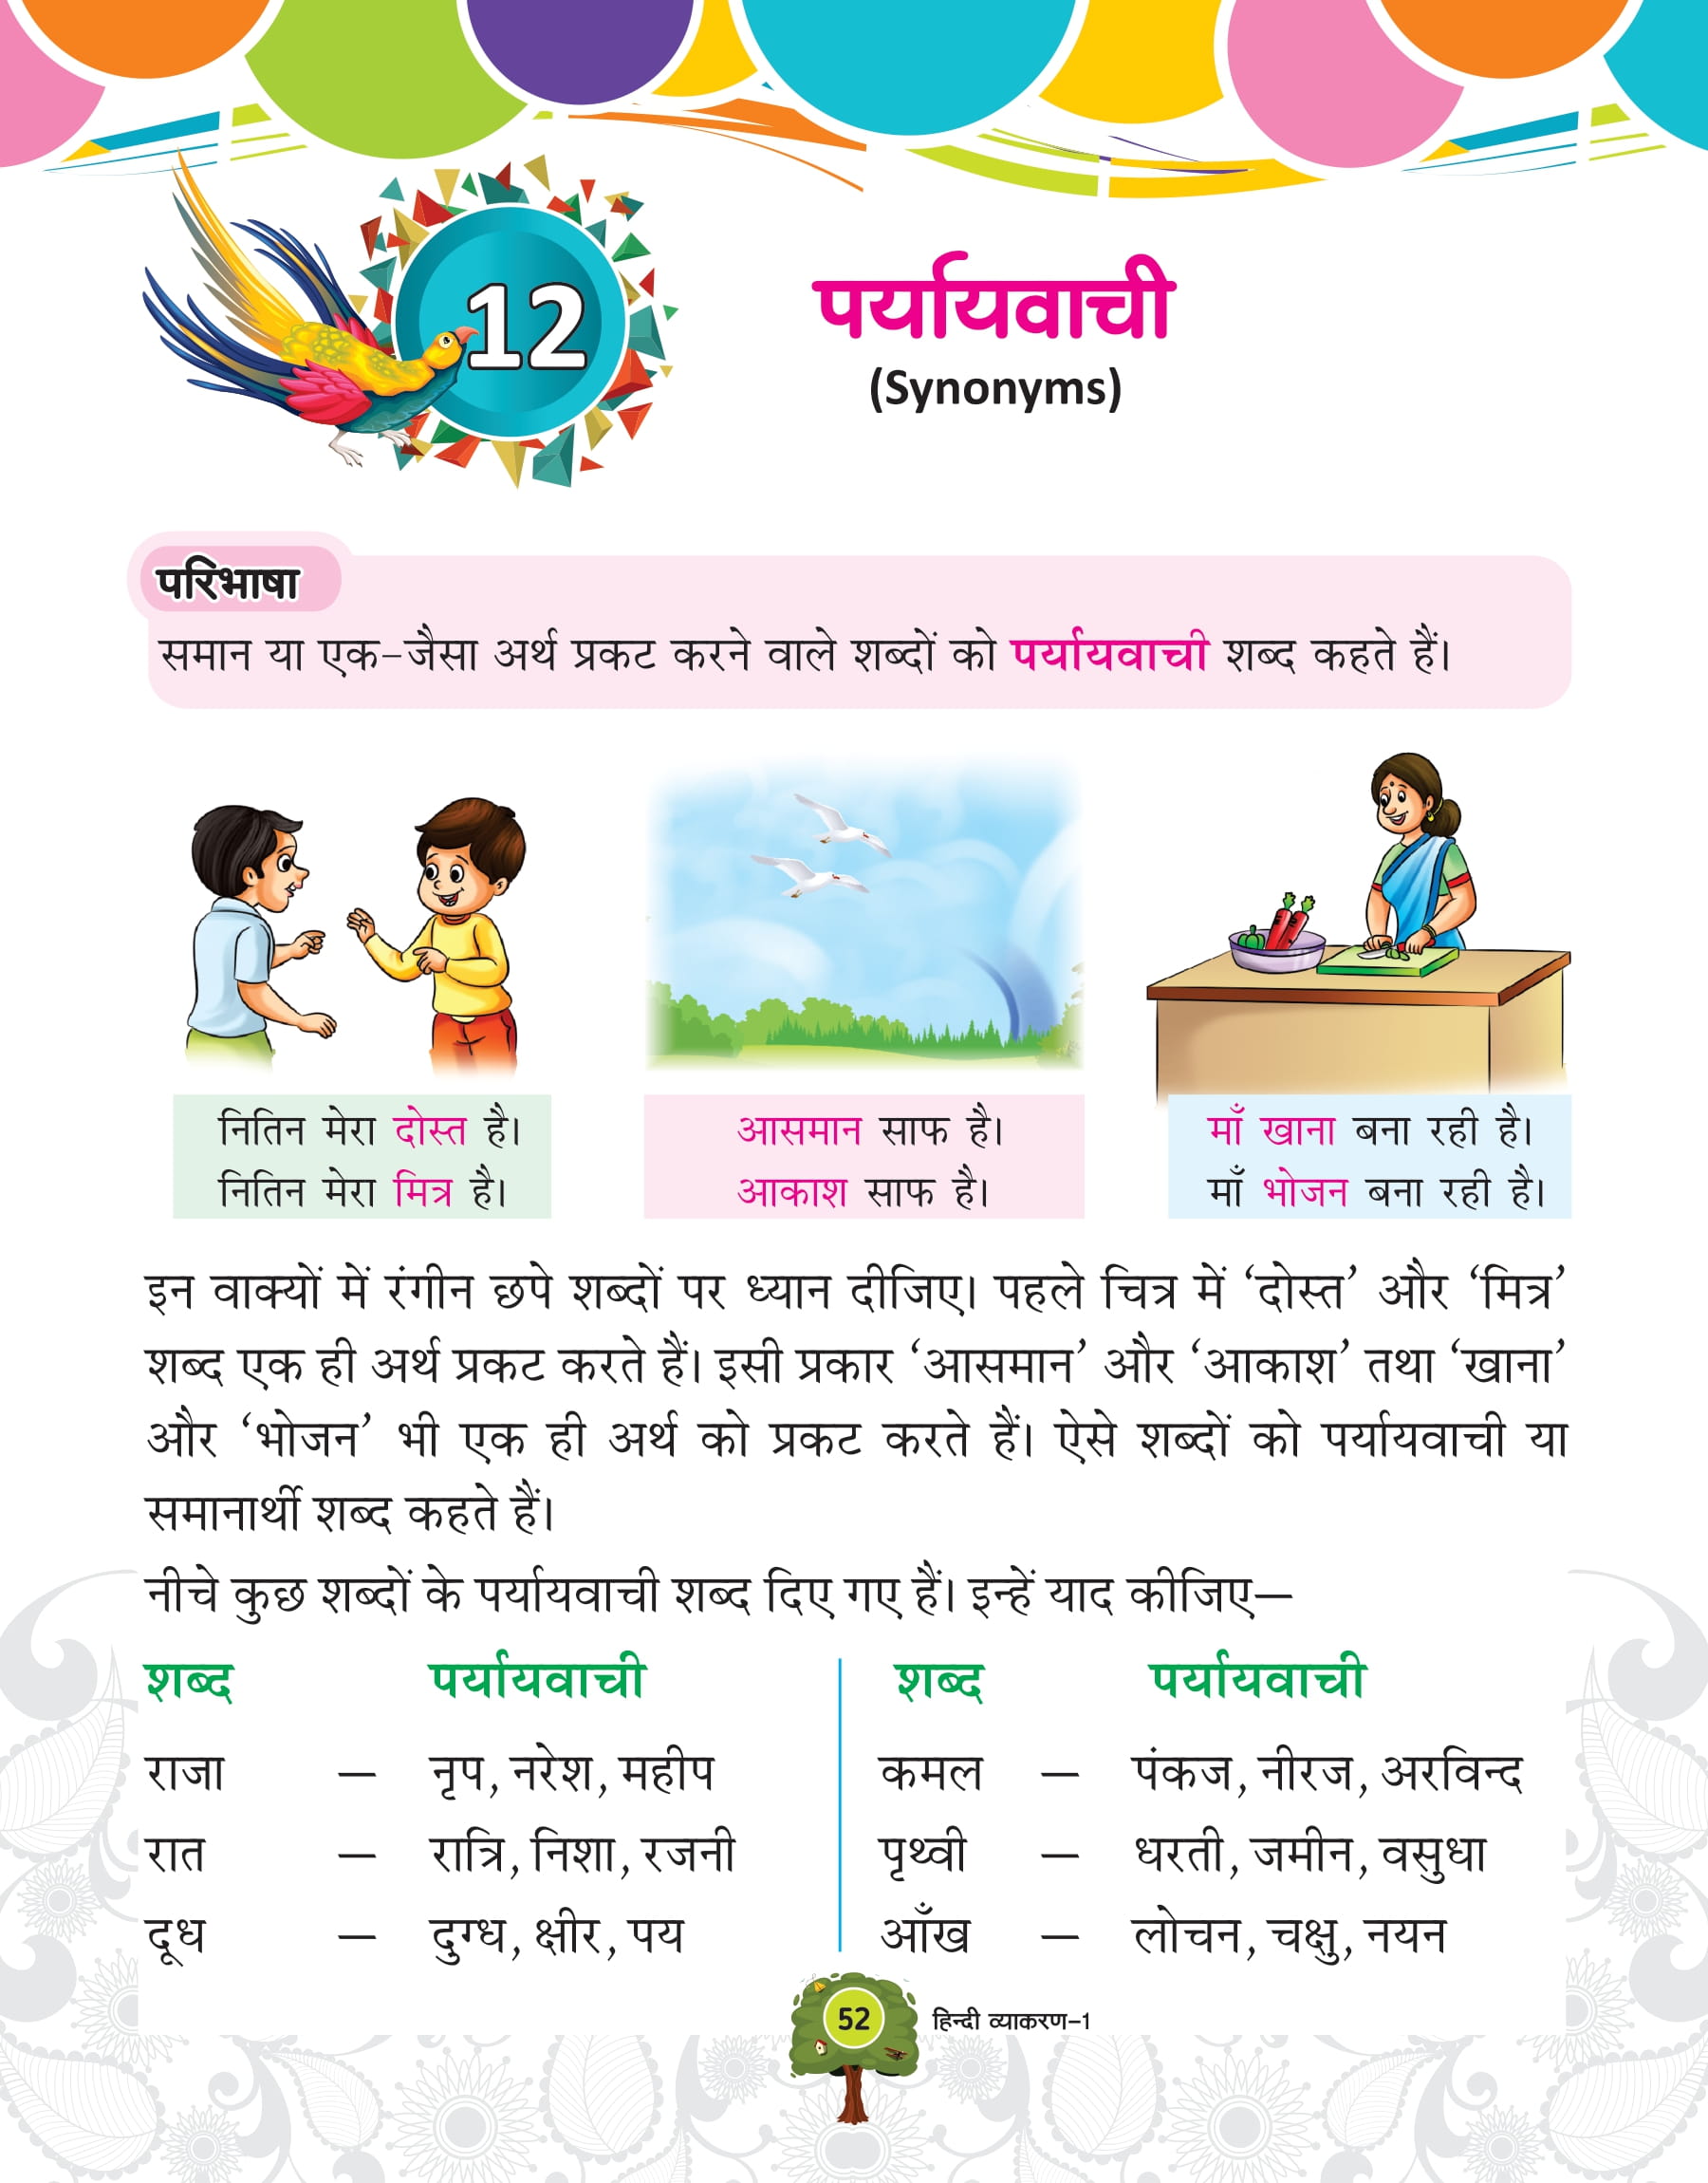 12
पर्यायवाची
(Synonyms)
परिभाषा
समान या एक-जैसा अर्थ प्रकट करने वाले शब्दों को पर्यायवाची शब्द कहते हैं।
नितिन मेरा दोस्त है।
नितिन मेरा मित्र है।
आसमान साफ है।
आकाश साफ है।
माँ खाना बना रही है।
माँ भोजन बना रही है।
इन वाक्यों में रंगीन छपे शब्दों पर ध्यान दीजिए। पहले चित्र में ‘दोस्त’ और ‘मित्र’
शब्द एक ही अर्थ प्रकट करते हैं। इसी प्रकार ‘आसमान’ और ‘आकाश’ तथा ‘खाना’
और ‘भोजन’ भी एक ही अर्थ को प्रकट करते हैं। ऐसे शब्दों को पर्यायवाची या
समानार्थी शब्द कहते हैं।
नीचे कुछ शब्दों के पर्यायवाची शब्द दिए गए हैं। इन्हें याद कीजिए—
शब्द पर्यायवाची शब्द पर्यायवाची
राजा — नृप, नरेश, महीप कमल — पंकज, नीरज, अरविन्द
रात — रात्रि, निशा, रजनी पृथ्वी — धरती, जमीन, वसुधा
दूध — दुग्ध, क्षीर, पय आँख — लोचन, चक्षु, नयन
52 हिन्दी व्याकरण-1